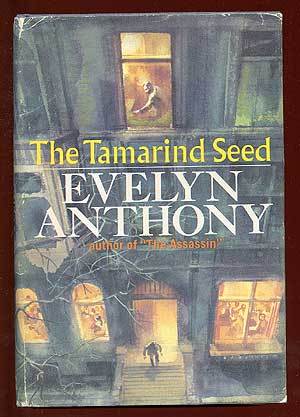 The Tamarind Seed
EVELYN
ANTHONY
author of "The Assassin"